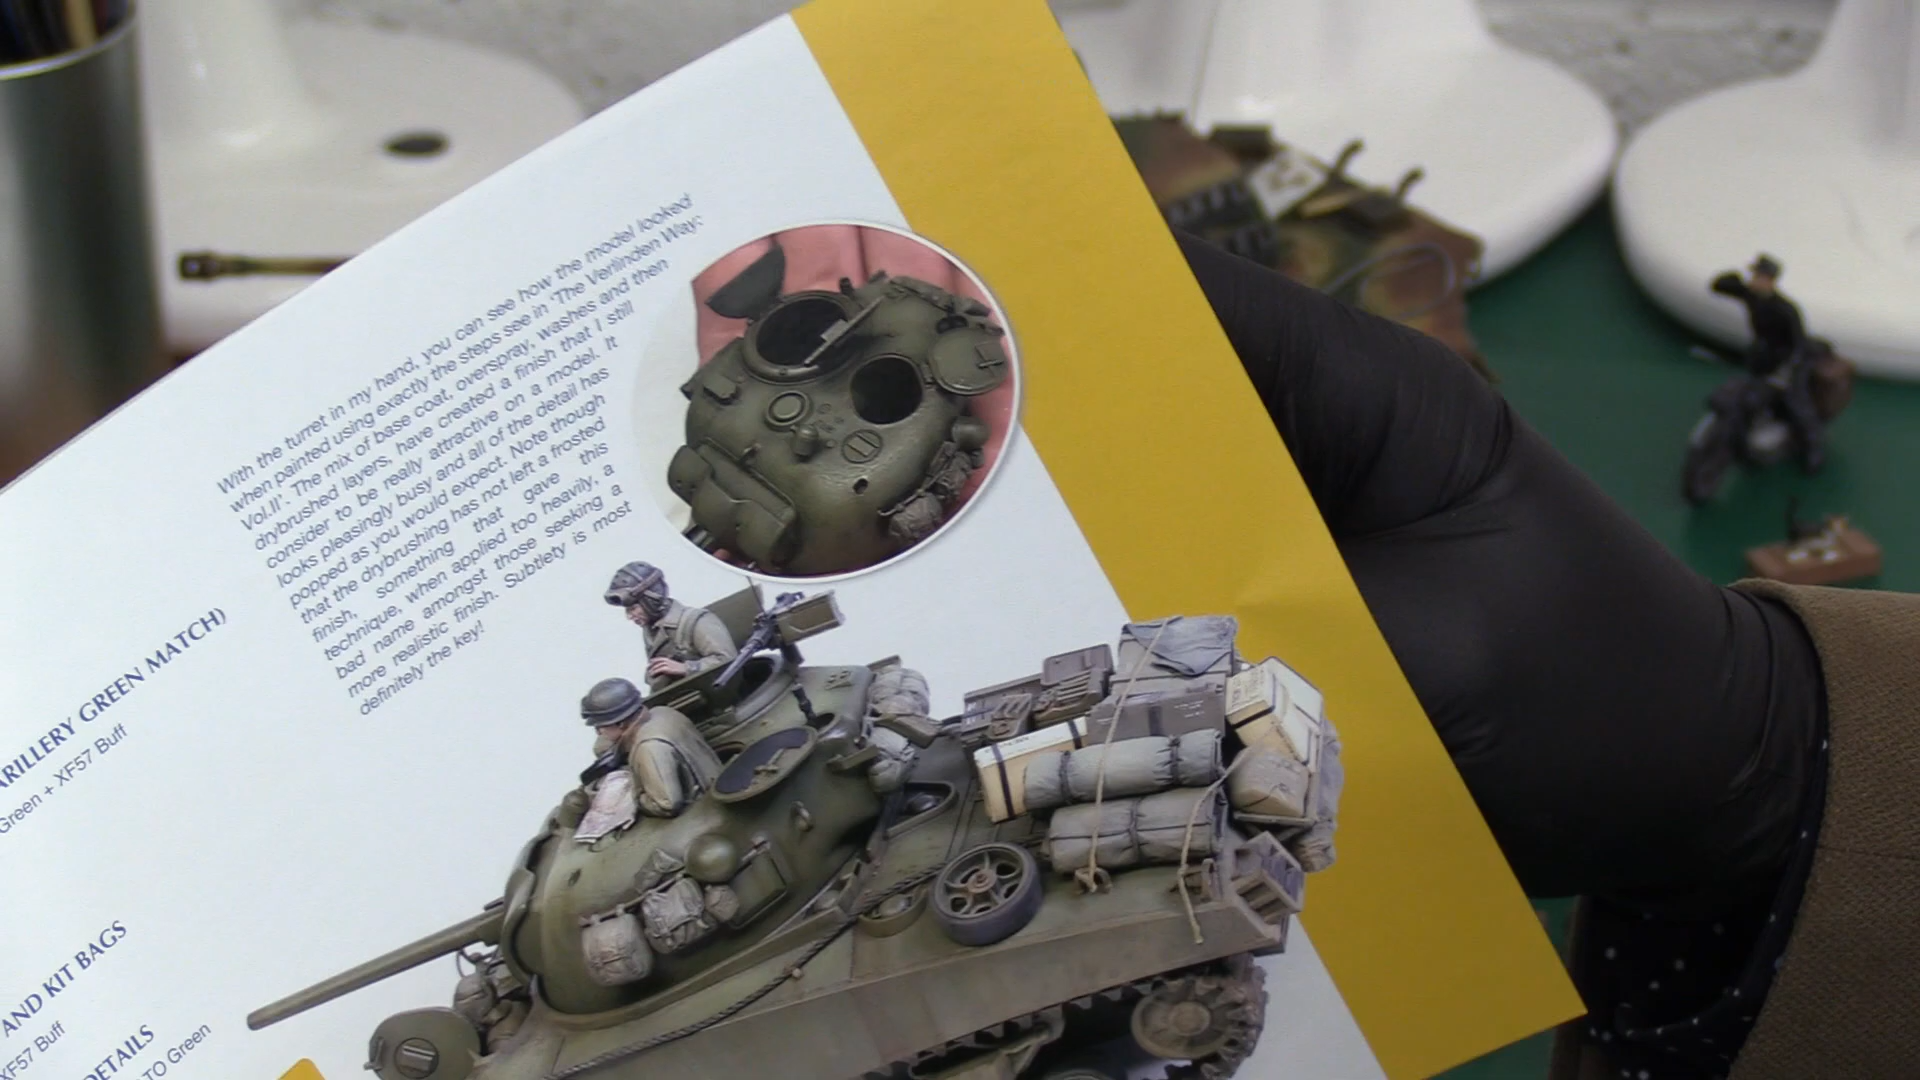 With the turret in my hand, you can see how the model looked
when painted using exactly the steps see in 'The Verlinden Way:
Vol.II'. The mix of base coat, overspray, washes and then
drybrushed layers, have created a finish that I still
consider to be really attractive on a model. It
looks pleasingly busy and all of the detail has
popped as you would expect. Note though
that the drybrushing has not left a frosted
finish, something that gave this
technique, when applied too heavily, a
bad name amongst those seeking a
more realistic finish. Subtlety is most
definitely the key!
ARILLERY GREEN MATCH)
Green + XF57 Buff
AND KIT BAGS
XF57 Buff
DETAILS
TO Green